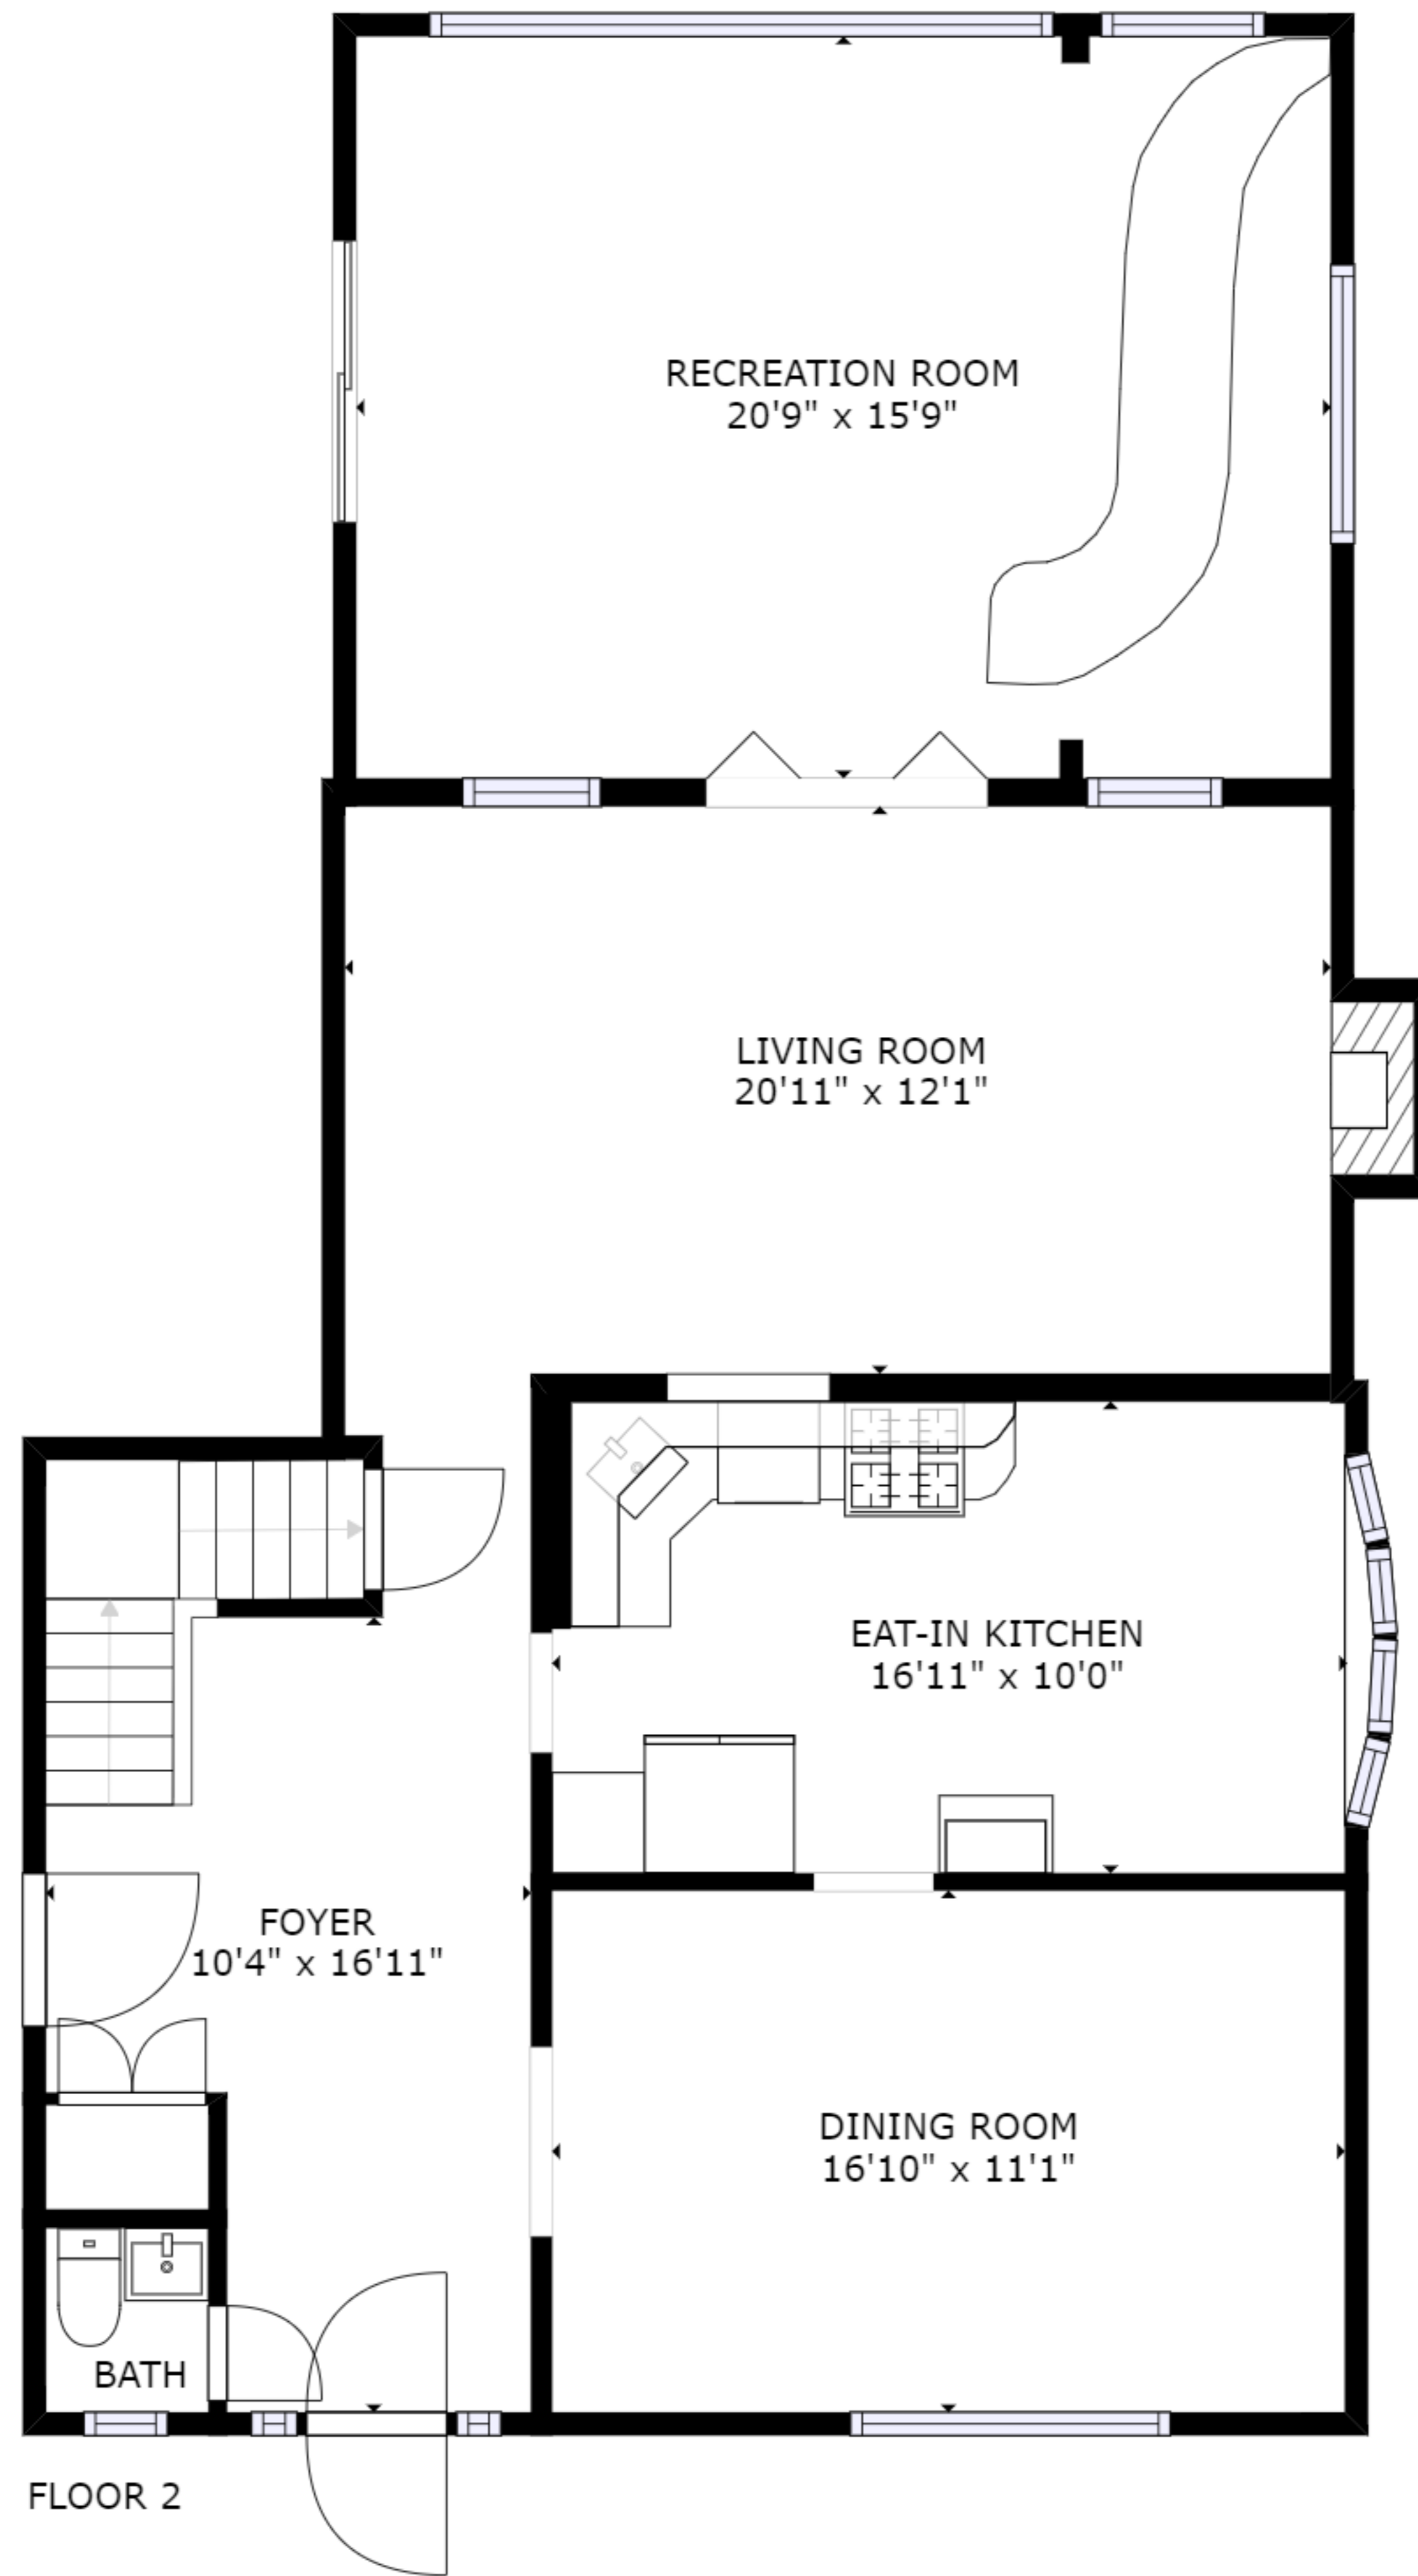 RECREATION ROOM
20'9" x 15'9"
LIVING ROOM
20'11" x 12'1"
EAT-IN KITCHEN
16'11" x 10'0"
FOYER
10'4" x 16'11"
DINING ROOM
16'10" x 11'1"
BATH
FLOOR 2